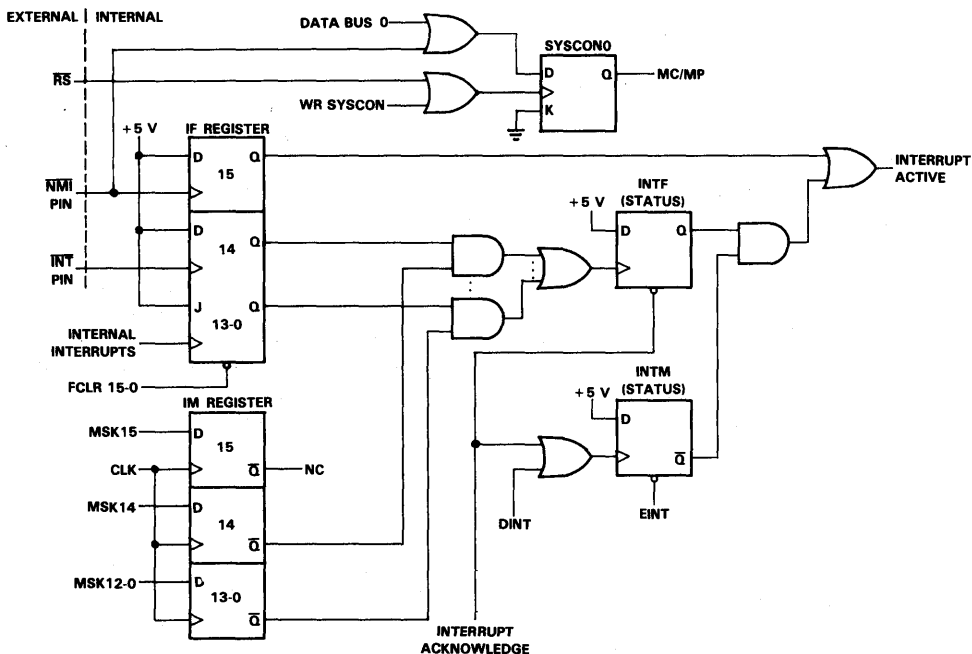 EXTERNAL | INTERNAL
DATA BUS 0
SYSCON0
D Q
MC/MP
K
RS
WR SYSCON
+5 V
IF REGISTER
D Q
15
NMI
PIN
D
14
Q
INT
PIN
J
Q
13-0
INTERNAL
INTERRUPTS
FCLR 15-0
INTERRUPT
ACTIVE
INTF
(STATUS)
+5 V
D Q
IM REGISTER
MSK15
D
15
CLK
Q
NC
MSK14
D
14
Q
MSK12-0
D
13-0
Q
INTM
(STATUS)
+5 V
D
Q
DINT
EINT
INTERRUPT
ACKNOWLEDGE